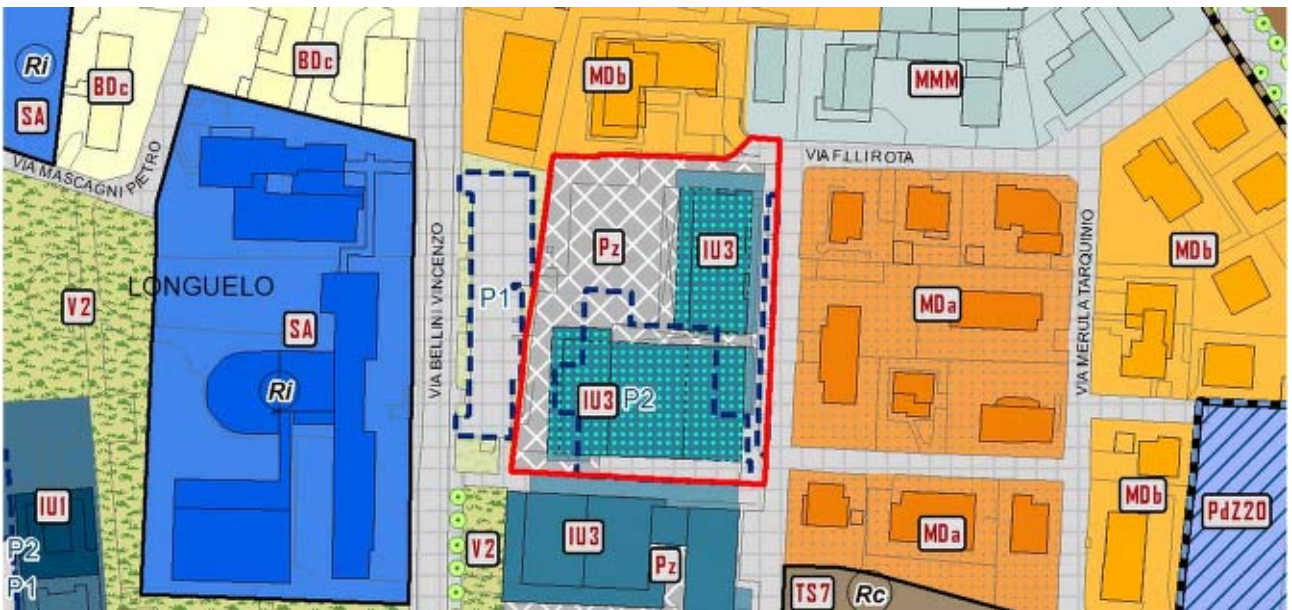 Ri
SA
BDc
BDc
MDb
MMM
VIA MASCAGNI PIETRO
VIA F.LLI ROTA
V2
LONGUELO
SA
Ri
VIA BELLINI VINCENZO
P1
Pz
IU3
MDa
VIA MERULA TARQUINIO
MDb
IU3
P2
IU1
P2
P1
V2
IU3
Pz
MDa
MDb
PdZ20
TS7
Rc